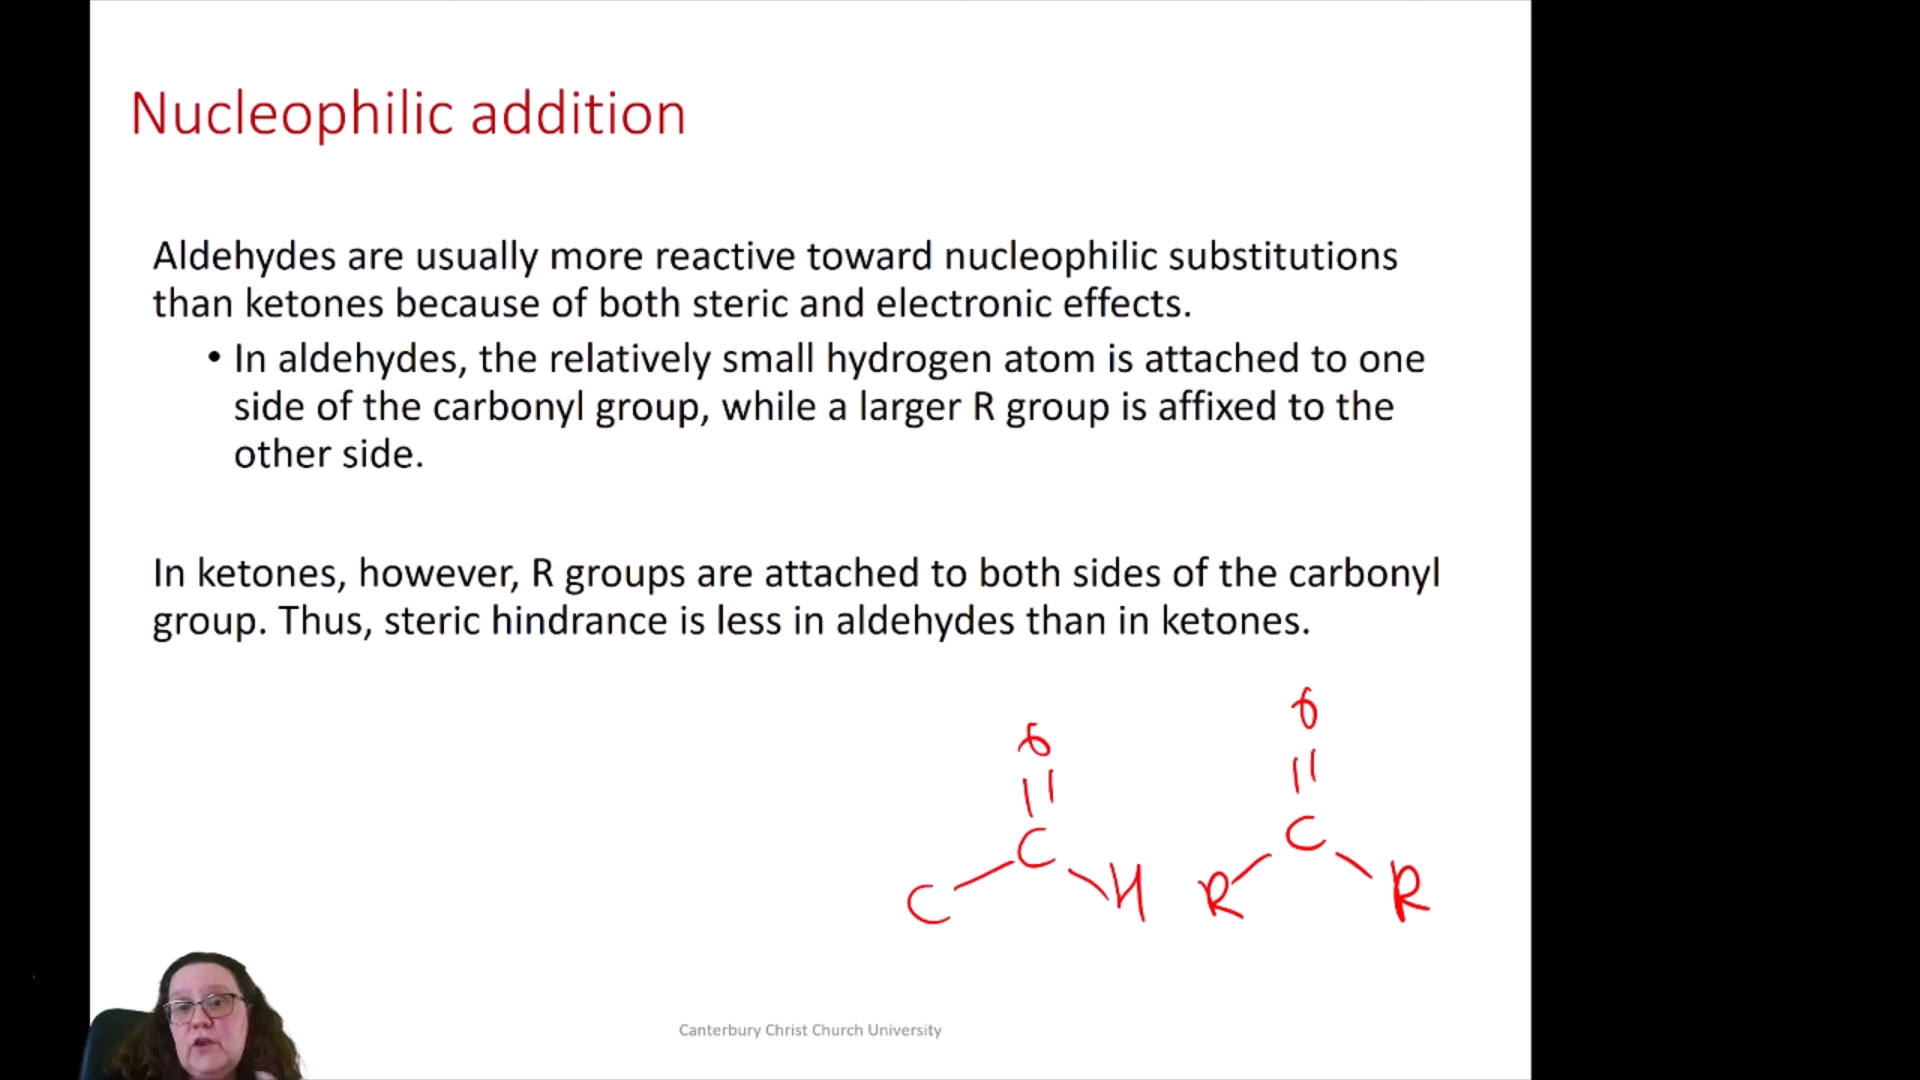 Nucleophilic addition
Aldehydes are usually more reactive toward nucleophilic substitutions
than ketones because of both steric and electronic effects.
• In aldehydes, the relatively small hydrogen atom is attached to one
side of the carbonyl group, while a larger R group is affixed to the
other side.
In ketones, however, R groups are attached to both sides of the carbonyl
group. Thus, steric hindrance is less in aldehydes than in ketones.
O O
C C
C H R R
Canterbury Christ Church University